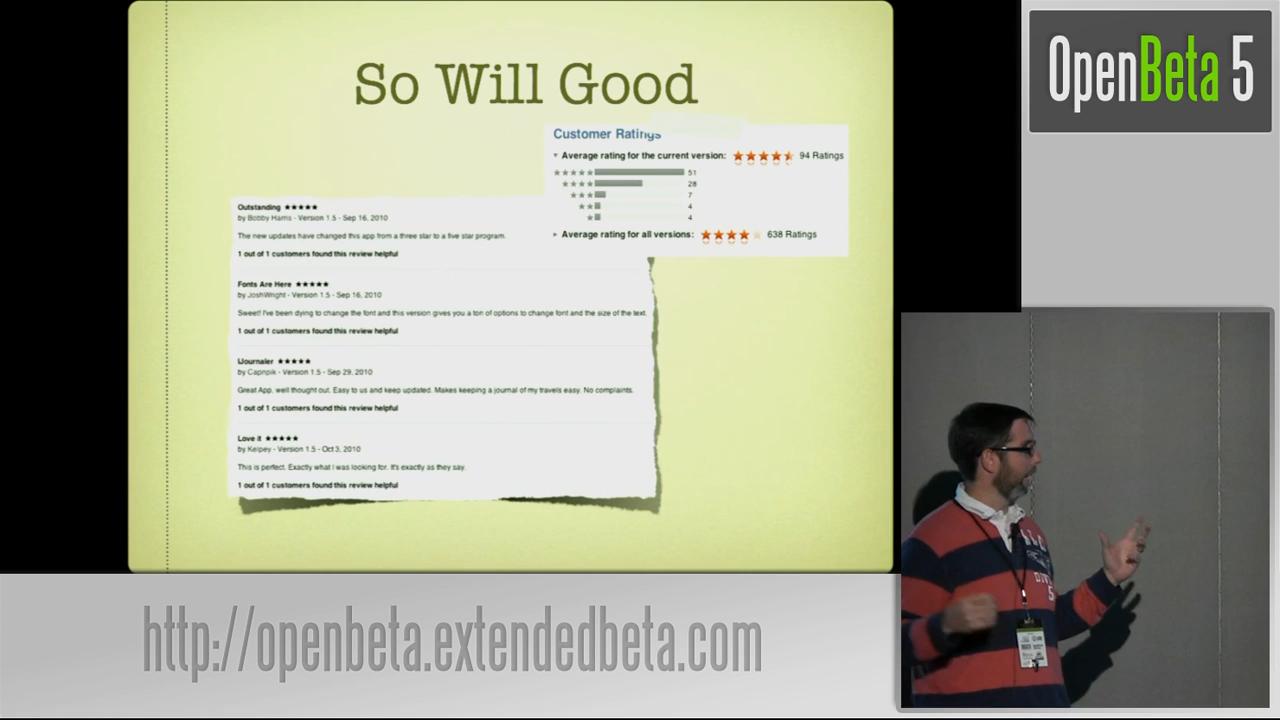 So Will Good
Customer Ratings
Average rating for the current version: ★★★★ 94 Ratings
★★★★★ 51
★★★★ 28
★★★ 7
★★ 4
★ 4
Average rating for all versions: ★★★★ 638 Ratings
Outstanding ★★★★★
by Bobby Harris - Version 1.5 - Sep 16, 2010
The new updates have changed this app from a three star to a five star program.
1 out of 1 customers found this review helpful
Fonts Are Here ★★★★★
by JoshWright - Version 1.5 - Sep 16, 2010
Sweet! I've been dying to change the font and this version gives you a ton of options to change font and the size of the text.
1 out of 1 customers found this review helpful
IJournaler ★★★★★
by Capnpik - Version 1.5 - Sep 29, 2010
Great App, well thought out. Easy to us and keep updated. Makes keeping a journal of my travels easy. No complaints.
1 out of 1 customers found this review helpful
Love it ★★★★★
by Kelpey - Version 1.5 - Oct 3, 2010
This is perfect. Exactly what I was looking for. It's exactly as they say.
1 out of 1 customers found this review helpful
OpenBeta 5
http://openbeta.extendedbeta.com